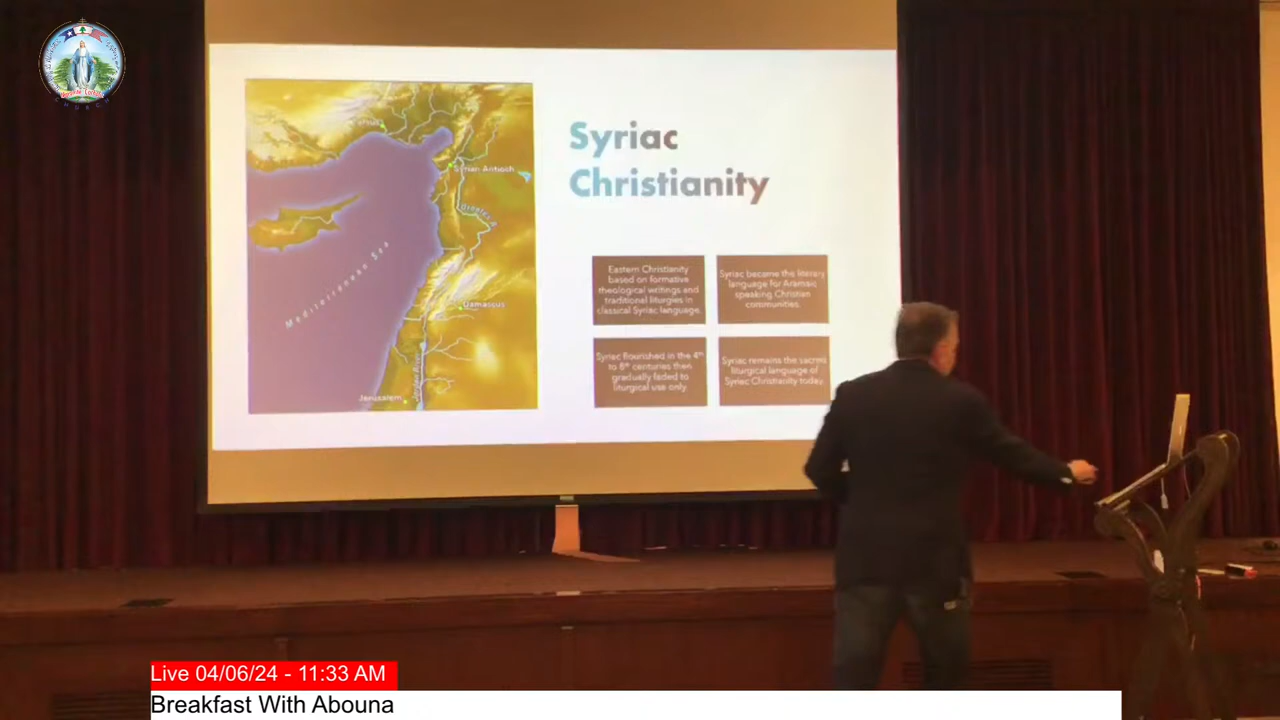 Syriac
Christianity
Eastern Christianity
based on formative
theological writings and
traditional liturgies in
classical Syriac language.
Syriac became the literary
language for Aramaic
speaking Christian
communities.
Syriac flourished in the 4th
to 8th centuries then
gradually faded to
liturgical use only
Syriac remains the sacred
liturgical language of
Syriac Christianity today.
Syrian Antioch
Mediterranean Sea
Damascus
Jerusalem
CHURCH
Live 04/06/24 - 11:33 AM
Breakfast With Abouna